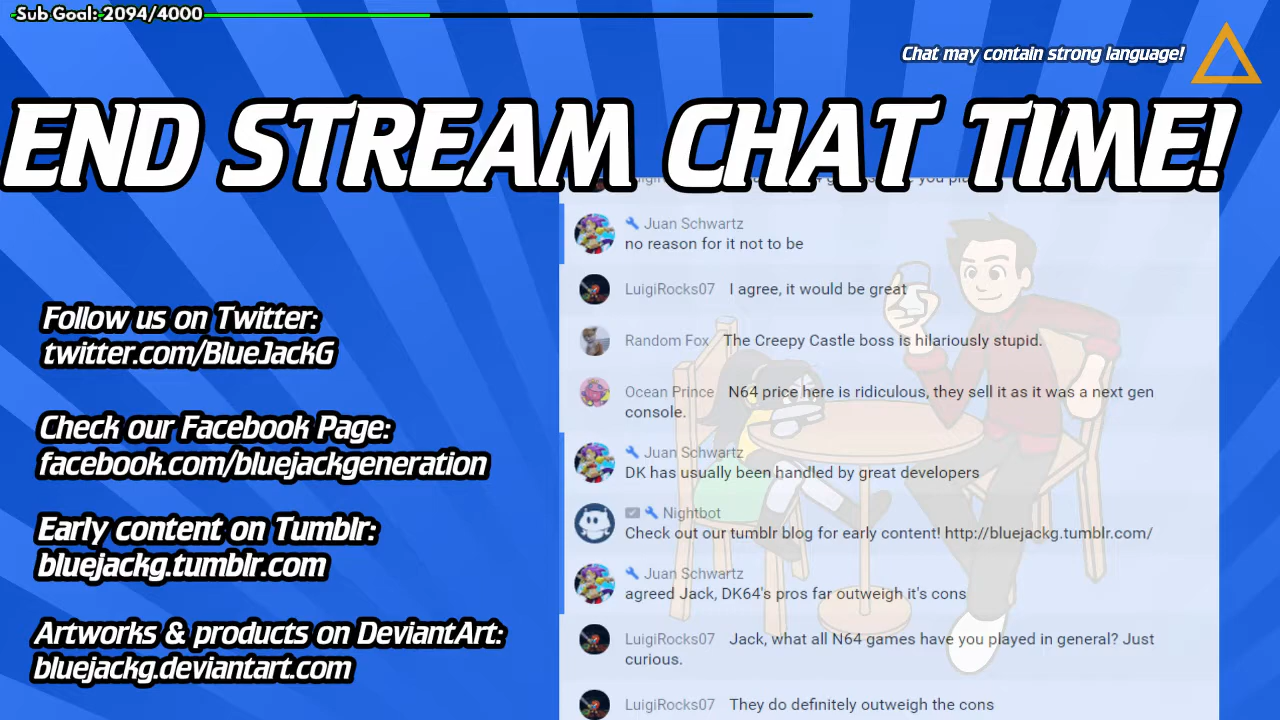 Sub Goal: 2094/4000
Chat may contain strong language!
END STREAM CHAT TIME!
Follow us on Twitter:
twitter.com/BlueJackG
Check our Facebook Page:
facebook.com/bluejackgeneration
Early content on Tumblr:
bluejackg.tumblr.com
Artworks & products on DeviantArt:
bluejackg.deviantart.com
Juan Schwartz
no reason for it not to be
LuigiRocks07 I agree, it would be great
Random Fox The Creepy Castle boss is hilariously stupid.
Ocean Prince N64 price here is ridiculous, they sell it as it was a next gen
console.
Juan Schwartz
DK has usually been handled by great developers
Nightbot
Check out our tumblr blog for early content! http://bluejackg.tumblr.com/
Juan Schwartz
agreed Jack, DK64's pros far outweigh it's cons
LuigiRocks07 Jack, what all N64 games have you played in general? Just
curious.
LuigiRocks07 They do definitely outweigh the cons